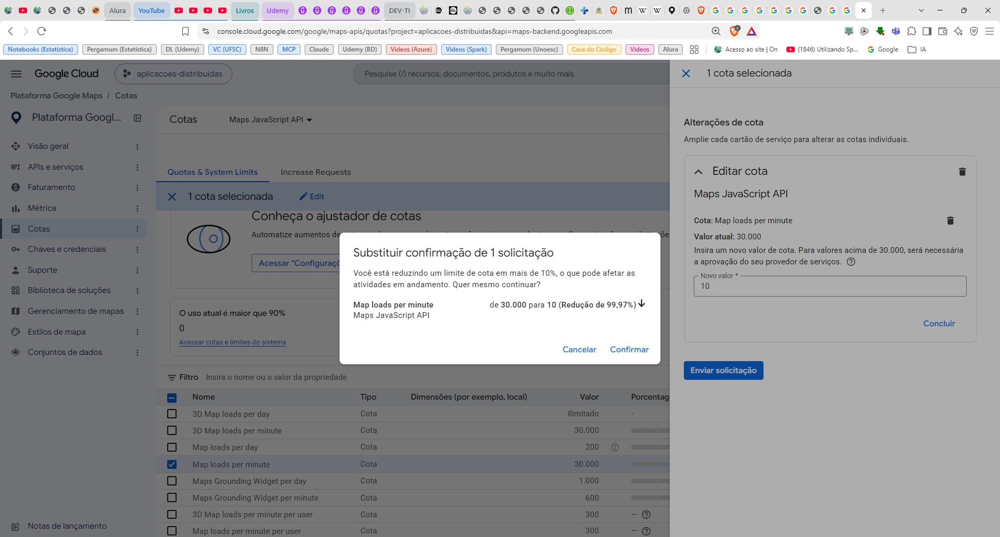 Alura
YouTube
Livros
Udemy
DEV-TI
console.cloud.google.com/google/maps-apis/quotas?project=aplicacoes-distribuidas&api=maps-backend.googleapis.com
1
Notebooks (Estatística)
Pergamum (Estatística)
DL (Udemy)
VC (UFSC)
N8N
MCP
Claude
Udemy (BD)
Vídeos (Azure)
Vídeos (Spark)
Pergamum (Unoesc)
Casa do Código
Vídeos
Alura
Acesso ao site | On
(1846) Utilizando Sp...
Google
IA
Google Cloud
aplicacoes-distribuidas
Pesquise (/) recursos, documentos, produtos e muito mais
Plataforma Google Maps / Cotas
Plataforma Googl...
Visão geral
API APIs e serviços
Faturamento
Métrica
Cotas
Chaves e credenciais
Suporte
Biblioteca de soluções
Gerenciamento de mapas
Estilos de mapa
Conjuntos de dados
Notas de lançamento
Cotas
Maps JavaScript API
Quotas & System Limits
Increase Requests
1 cota selecionada
Edit
Conheça o ajustador de cotas
Automatize aumentos de
Acessar "Configuraçõ
O uso atual é maior que 90%
0
Acessar cotas e limites do sistema
Filtro Insira o nome ou o valor da propriedade
Nome Tipo Dimensões (por exemplo, local) Valor Porcentag
3D Map loads per day Cota Ilimitado -
3D Map loads per minute Cota 30.000
Map loads per day Cota 200
Map loads per minute Cota 30.000
Maps Grounding Widget per day Cota 1.000
Maps Grounding Widget per minute Cota 600
3D Map loads per minute per user Cota 300 —
Map loads per minute per user Cota 300 —
Substituir confirmação de 1 solicitação
Você está reduzindo um limite de cota em mais de 10%, o que pode afetar as
atividades em andamento. Quer mesmo continuar?
Map loads per minute de 30.000 para 10 (Redução de 99,97%)
Maps JavaScript API
Cancelar Confirmar
1 cota selecionada
Alterações de cota
Amplie cada cartão de serviço para alterar as cotas individuais.
Editar cota
Maps JavaScript API
Cota: Map loads per minute
Valor atual: 30.000
Insira um novo valor de cota. Para valores acima de 30.000, será necessária
a aprovação do seu provedor de serviços.
Novo valor *
10
Concluir
Enviar solicitação